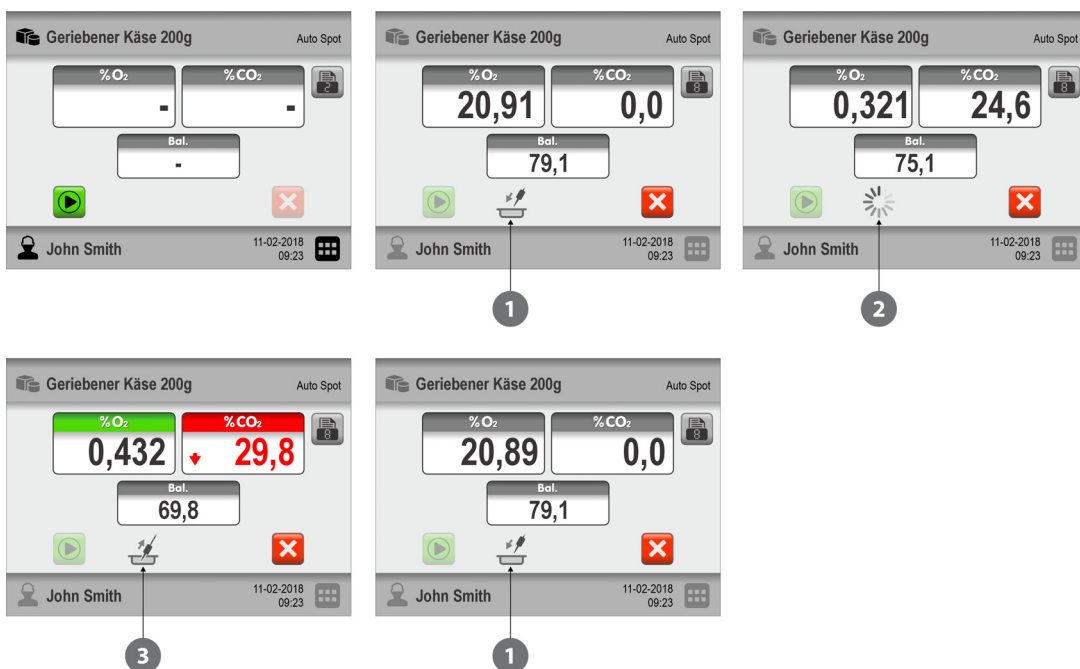 Geriebener Käse 200g Auto Spot
%O₂ %CO₂
- -
2
Bal.
-
John Smith 11-02-2018
09:23
Geriebener Käse 200g Auto Spot
%O₂ %CO₂
20,91 0,0
8
Bal.
79,1
John Smith 11-02-2018
09:23
1
Geriebener Käse 200g Auto Spot
%O₂ %CO₂
0,321 24,6
8
Bal.
75,1
John Smith 11-02-2018
09:23
2
Geriebener Käse 200g Auto Spot
%O₂ %CO₂
0,432 29,8
8
Bal.
69,8
John Smith 11-02-2018
09:23
3
Geriebener Käse 200g Auto Spot
%O₂ %CO₂
20,89 0,0
8
Bal.
79,1
John Smith 11-02-2018
09:23
1